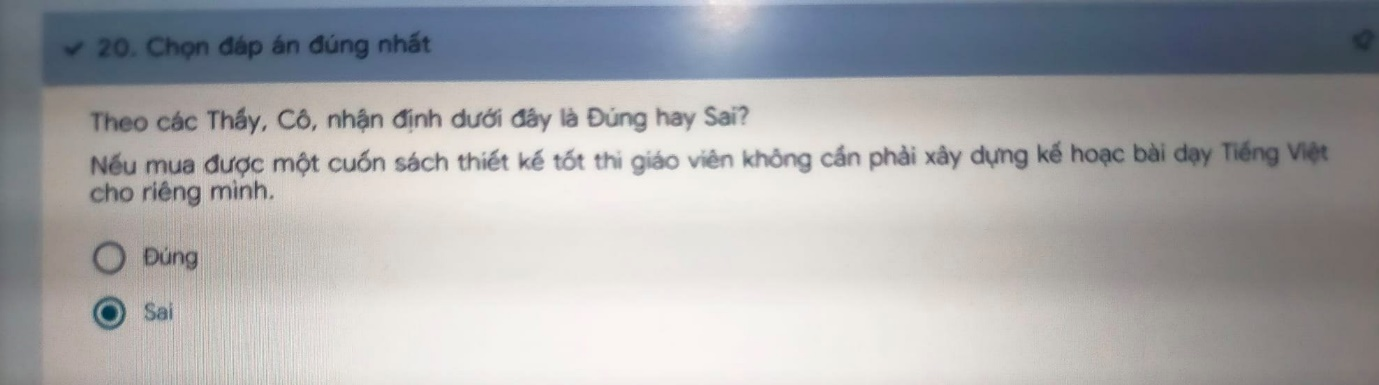 20. Chọn đáp án đúng nhất
Theo các Thầy, Cô, nhận định dưới đây là Đúng hay Sai?
Nếu mua được một cuốn sách thiết kế tốt thì giáo viên không cần phải xây dựng kế hoạc bài dạy Tiếng Việt
cho riêng mình.
Đúng
Sai